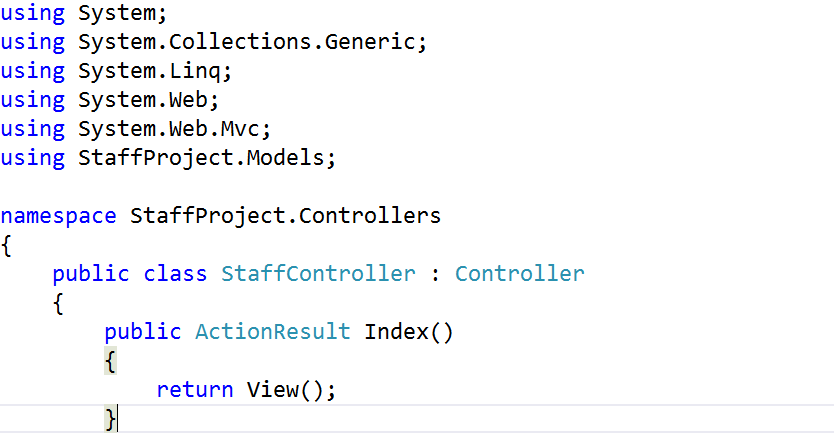 using System;
using System.Collections.Generic;
using System.Linq;
using System.Web;
using System.Web.Mvc;
using StaffProject.Models;

namespace StaffProject.Controllers
{
    public class StaffController : Controller
    {
        public ActionResult Index()
        {
            return View();
        }